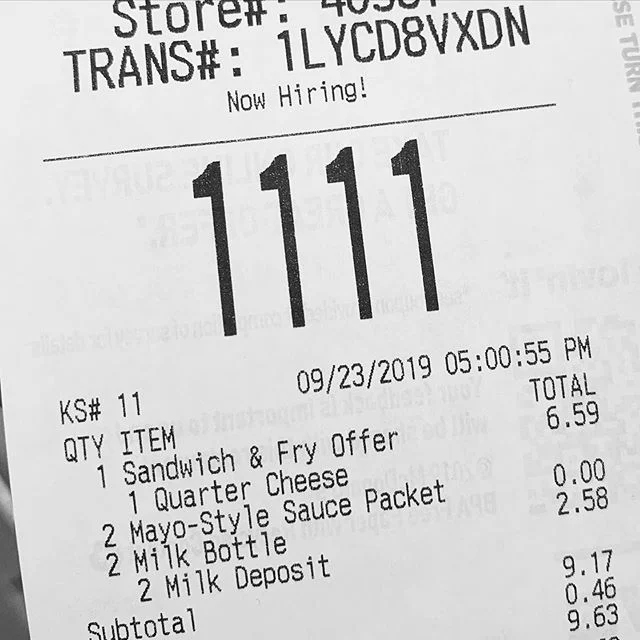 Store#:
TRANS#: 1LYCD8VXDN
Now Hiring!
1111
09/23/2019 05:00:55 PM
KS# 11
QTY ITEM TOTAL
1 Sandwich & Fry Offer 6.59
1 Quarter Cheese
2 Mayo-Style Sauce Packet 0.00
2 Milk Bottle 2.58
2 Milk Deposit
Subtotal 9.17
0.46
9.63
SE TURN